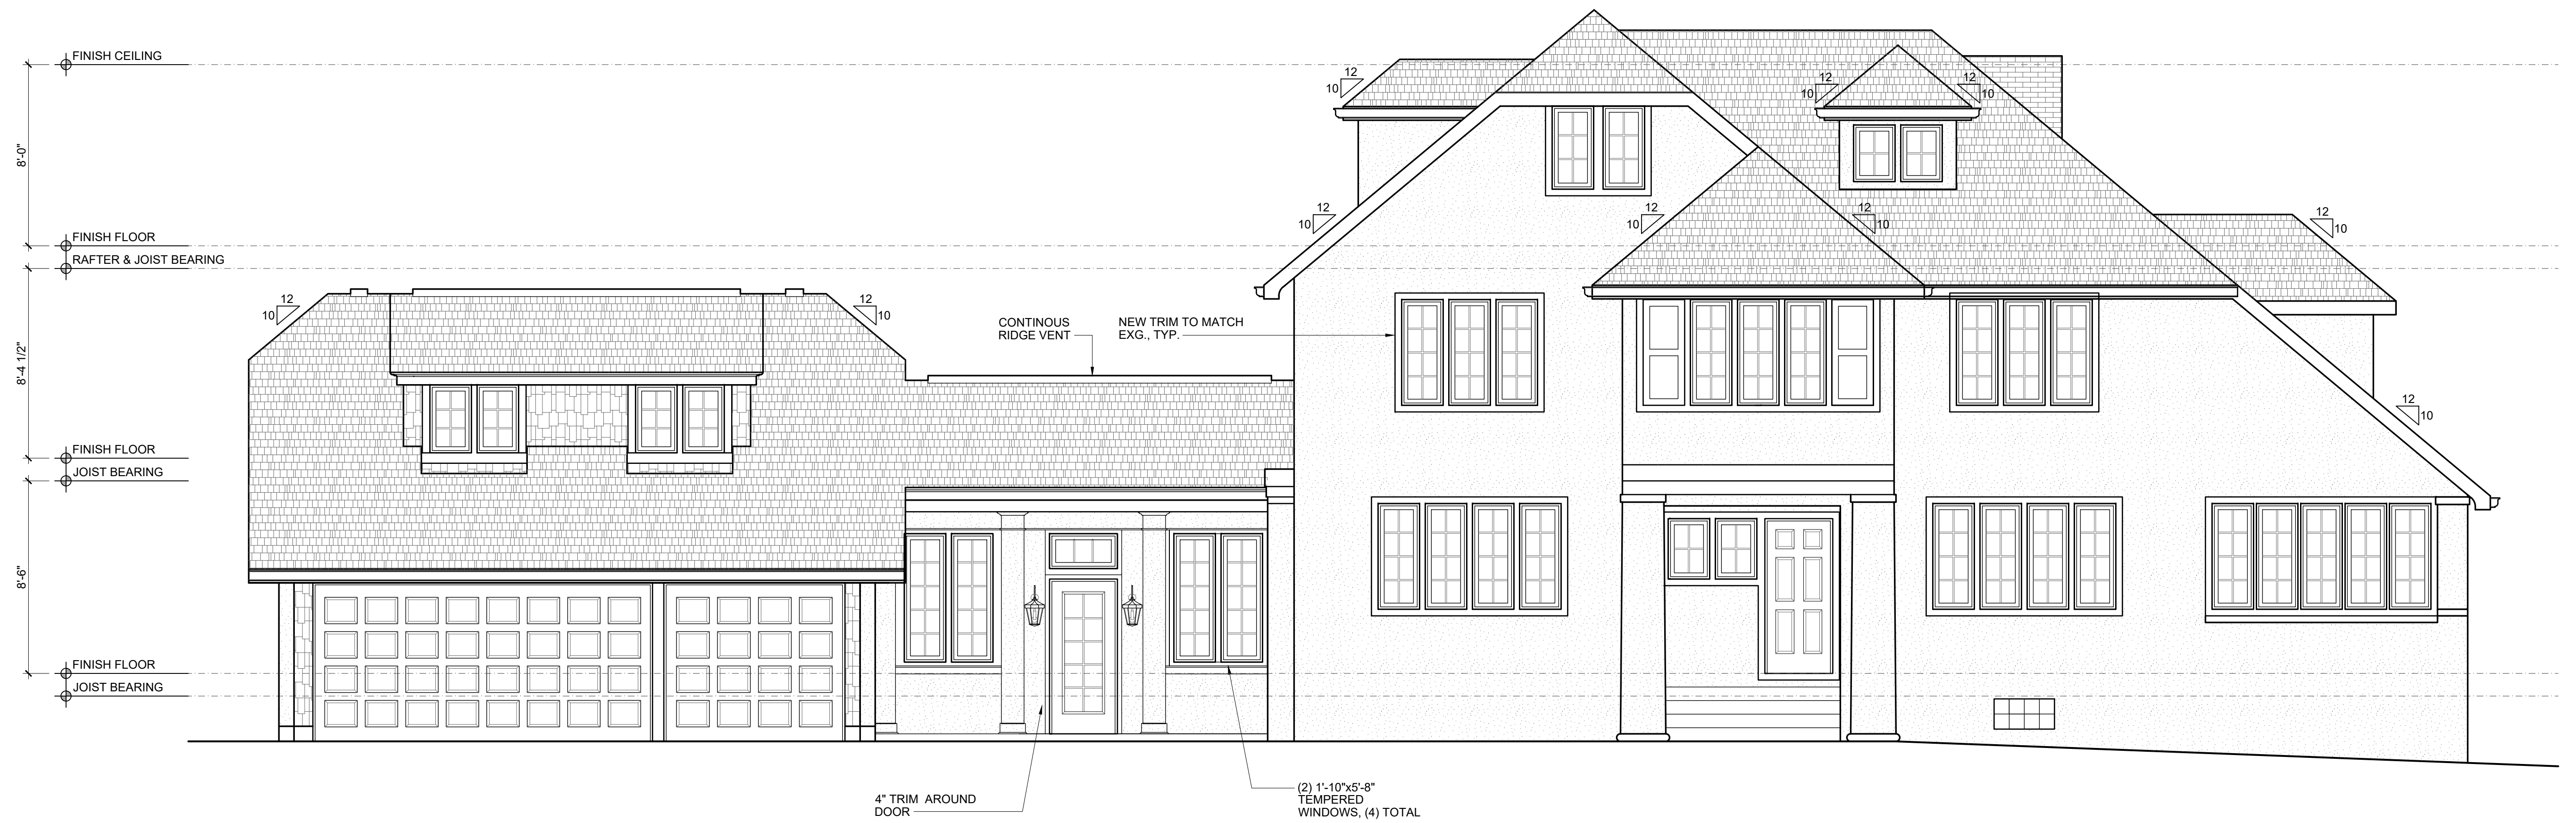 FINISH CEILING
8'-0"
FINISH FLOOR
RAFTER & JOIST BEARING
8'-4 1/2"
FINISH FLOOR
JOIST BEARING
8'-6"
FINISH FLOOR
JOIST BEARING
12
10
12
10
CONTINOUS
RIDGE VENT
NEW TRIM TO MATCH
EXG., TYP.
12
10
12
10
12
10
12
10
12
10
12
10
12
10
12
10
4" TRIM AROUND
DOOR
(2) 1'-10"x5'-8"
TEMPERED
WINDOWS, (4) TOTAL